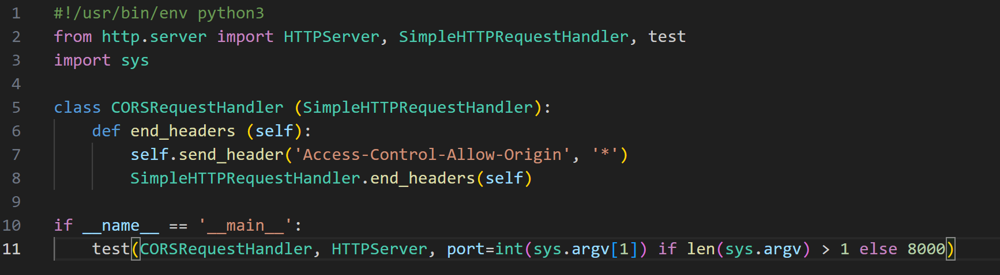 1 #!/usr/bin/env python3
2 from http.server import HTTPServer, SimpleHTTPRequestHandler, test
3 import sys
4
5 class CORSRequestHandler (SimpleHTTPRequestHandler):
6     def end_headers (self):
7         self.send_header('Access-Control-Allow-Origin', '*')
8         SimpleHTTPRequestHandler.end_headers(self)
9
10 if __name__ == '__main__':
11     test(CORSRequestHandler, HTTPServer, port=int(sys.argv[1]) if len(sys.argv) > 1 else 8000)